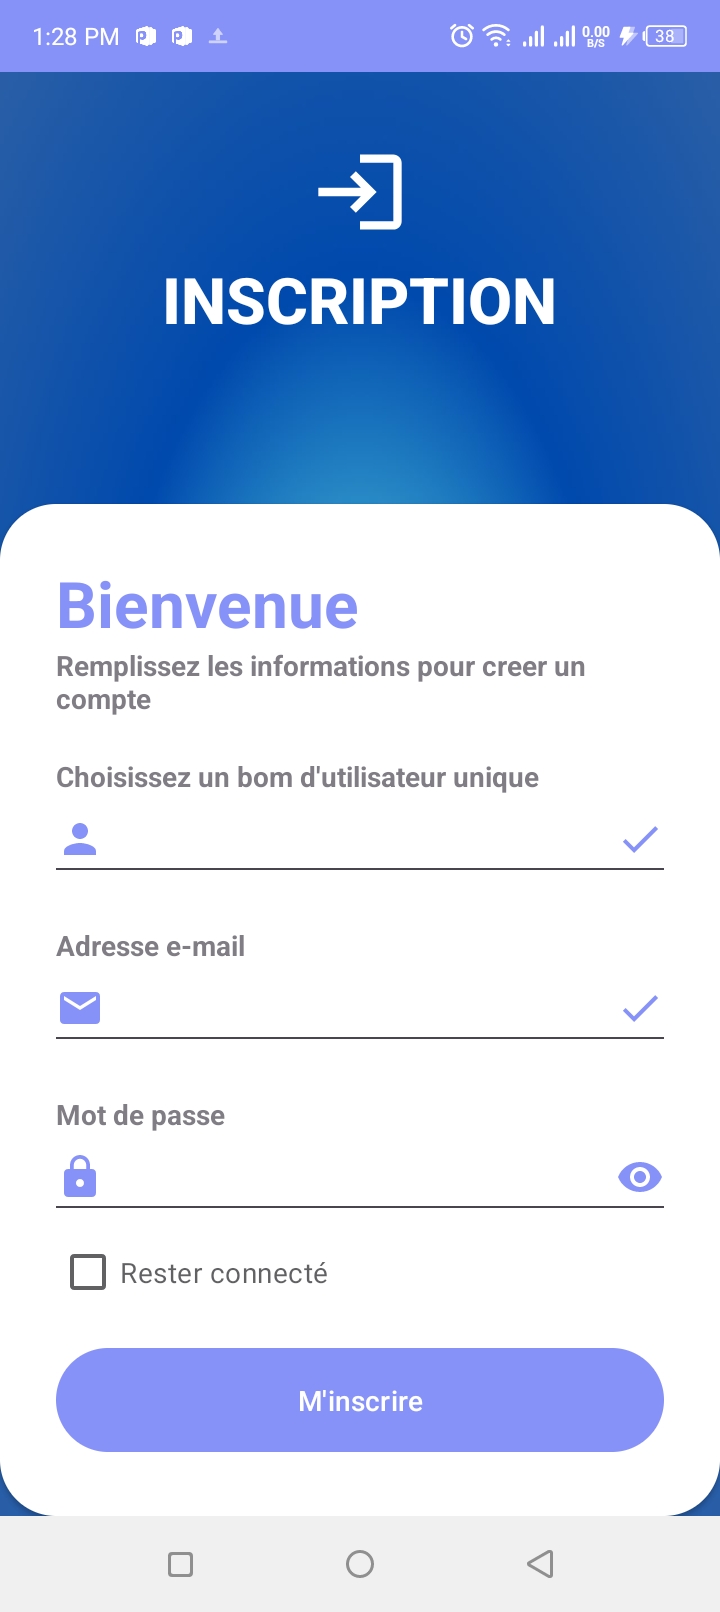 1:28 PM
0.00
B/S
38
INSCRIPTION
Bienvenue
Remplissez les informations pour creer un
compte
Choisissez un bom d'utilisateur unique
Adresse e-mail
Mot de passe
Rester connecté
M'inscrire